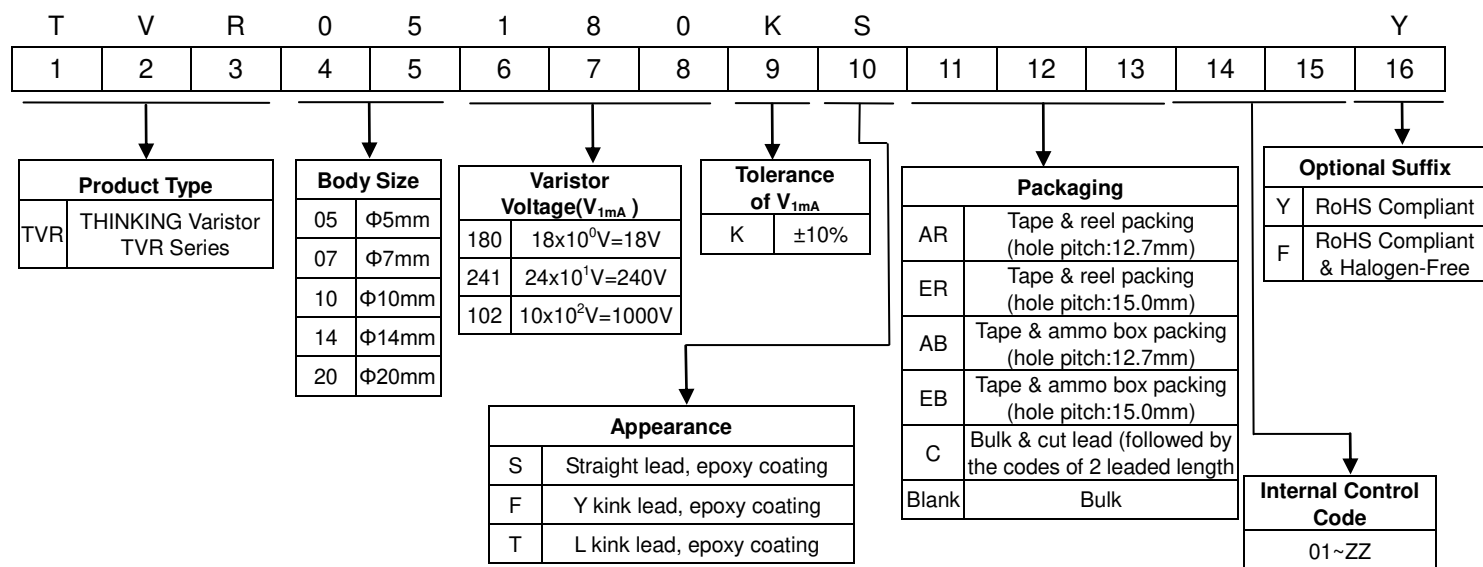 T V R 0 5 1 8 0 K S Y
1 2 3 4 5 6 7 8 9 10 11 12 13 14 15 16
Product Type
TVR THINKING Varistor
TVR Series
Body Size
05 Φ5mm
07 Φ7mm
10 Φ10mm
14 Φ14mm
20 Φ20mm
Varistor
Voltage(V1mA )
180 18x10⁰V=18V
241 24x10¹V=240V
102 10x10²V=1000V
Tolerance
of V1mA
K ±10%
Appearance
S Straight lead, epoxy coating
F Y kink lead, epoxy coating
T L kink lead, epoxy coating
Packaging
AR Tape & reel packing
(hole pitch:12.7mm)
ER Tape & reel packing
(hole pitch:15.0mm)
AB Tape & ammo box packing
(hole pitch:12.7mm)
EB Tape & ammo box packing
(hole pitch:15.0mm)
C Bulk & cut lead (followed by
the codes of 2 leaded length
Blank Bulk
Internal Control
Code
01~ZZ
Optional Suffix
Y RoHS Compliant
F RoHS Compliant
& Halogen-Free